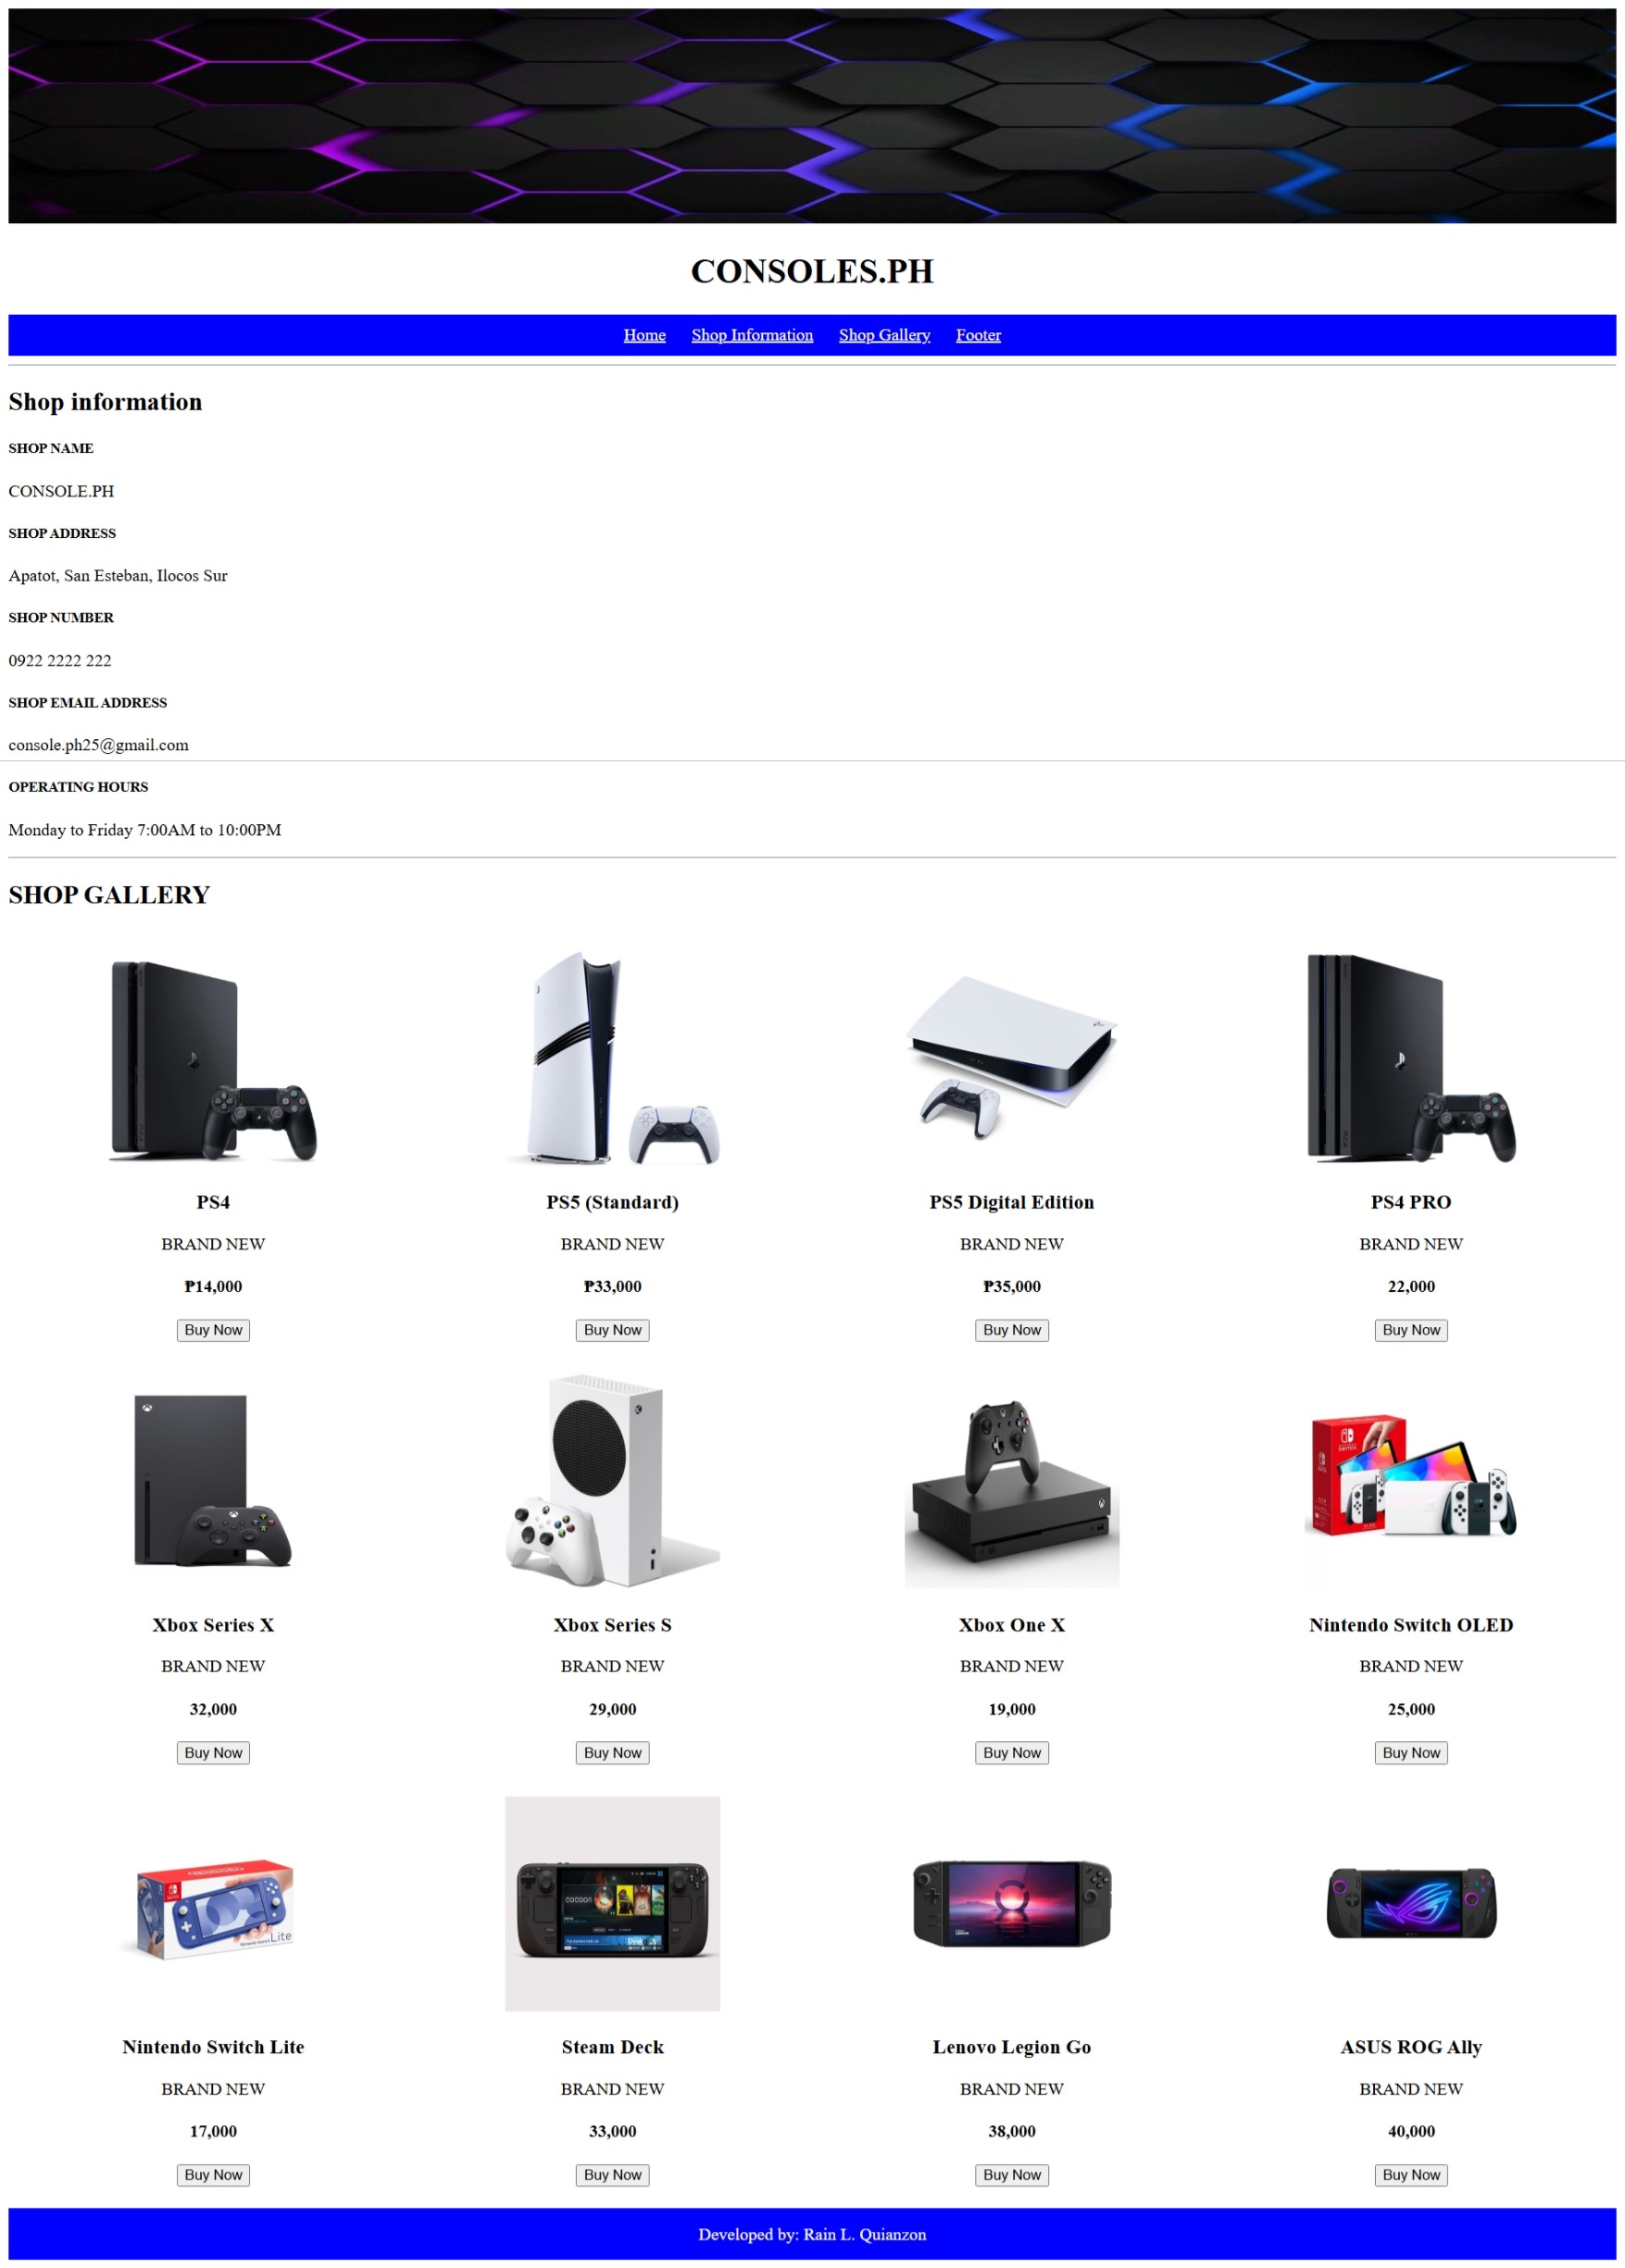 CONSOLES.PH
Home Shop Information Shop Gallery Footer
Shop information
SHOP NAME
CONSOLE.PH
SHOP ADDRESS
Apatot, San Esteban, Ilocos Sur
SHOP NUMBER
0922 2222 222
SHOP EMAIL ADDRESS
console.ph25@gmail.com
OPERATING HOURS
Monday to Friday 7:00AM to 10:00PM
SHOP GALLERY
PS4 PS5 (Standard) PS5 Digital Edition PS4 PRO
BRAND NEW BRAND NEW BRAND NEW BRAND NEW
₱14,000 ₱33,000 ₱35,000 22,000
Buy Now Buy Now Buy Now Buy Now
Xbox Series X Xbox Series S Xbox One X Nintendo Switch OLED
BRAND NEW BRAND NEW BRAND NEW BRAND NEW
32,000 29,000 19,000 25,000
Buy Now Buy Now Buy Now Buy Now
Lite
COCOON
Nintendo Switch Lite Steam Deck Lenovo Legion Go ASUS ROG Ally
BRAND NEW BRAND NEW BRAND NEW BRAND NEW
17,000 33,000 38,000 40,000
Buy Now Buy Now Buy Now Buy Now
Developed by: Rain L. Quianzon